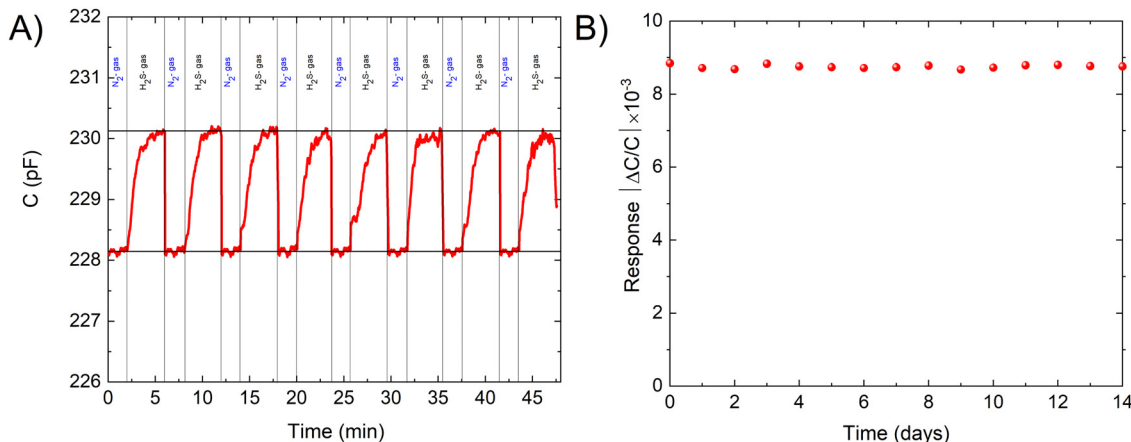 A)
232
231
230
229
228
227
226
C (pF)
N2- gas
H2S- gas
N2- gas
H2S- gas
N2- gas
H2S- gas
N2- gas
H2S- gas
N2- gas
H2S- gas
N2- gas
H2S- gas
N2- gas
H2S- gas
N2- gas
H2S- gas
0 5 10 15 20 25 30 35 40 45
Time (min)
B)
10
8
6
4
2
0
Response |ΔC/C|×10-3
0 2 4 6 8 10 12 14
Time (days)